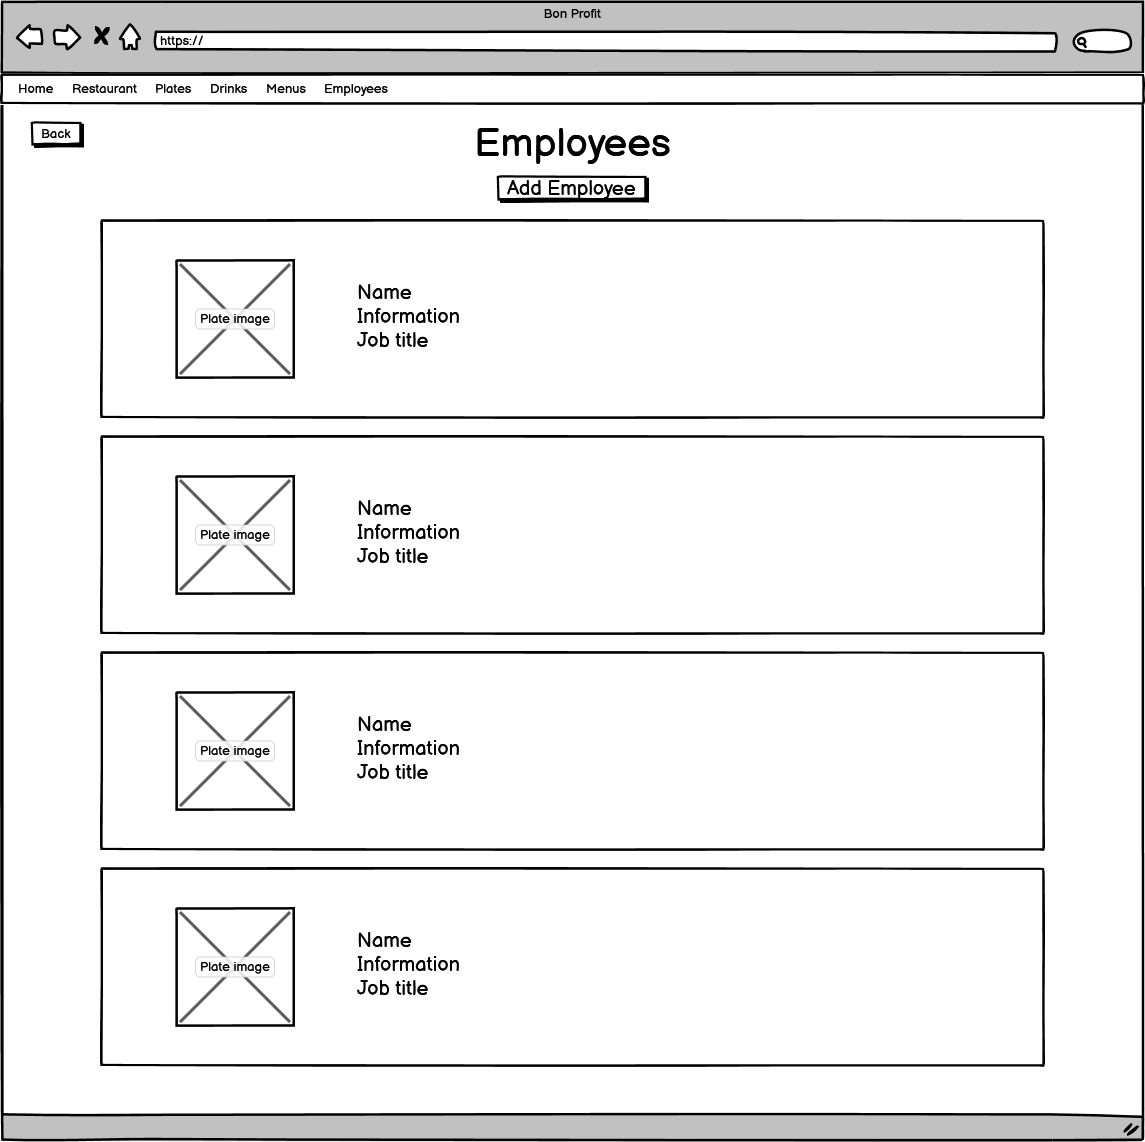 Bon Profit
https://
Home Restaurant Plates Drinks Menus Employees
Back
Employees
Add Employee
Plate image
Name
Information
Job title
Plate image
Name
Information
Job title
Plate image
Name
Information
Job title
Plate image
Name
Information
Job title